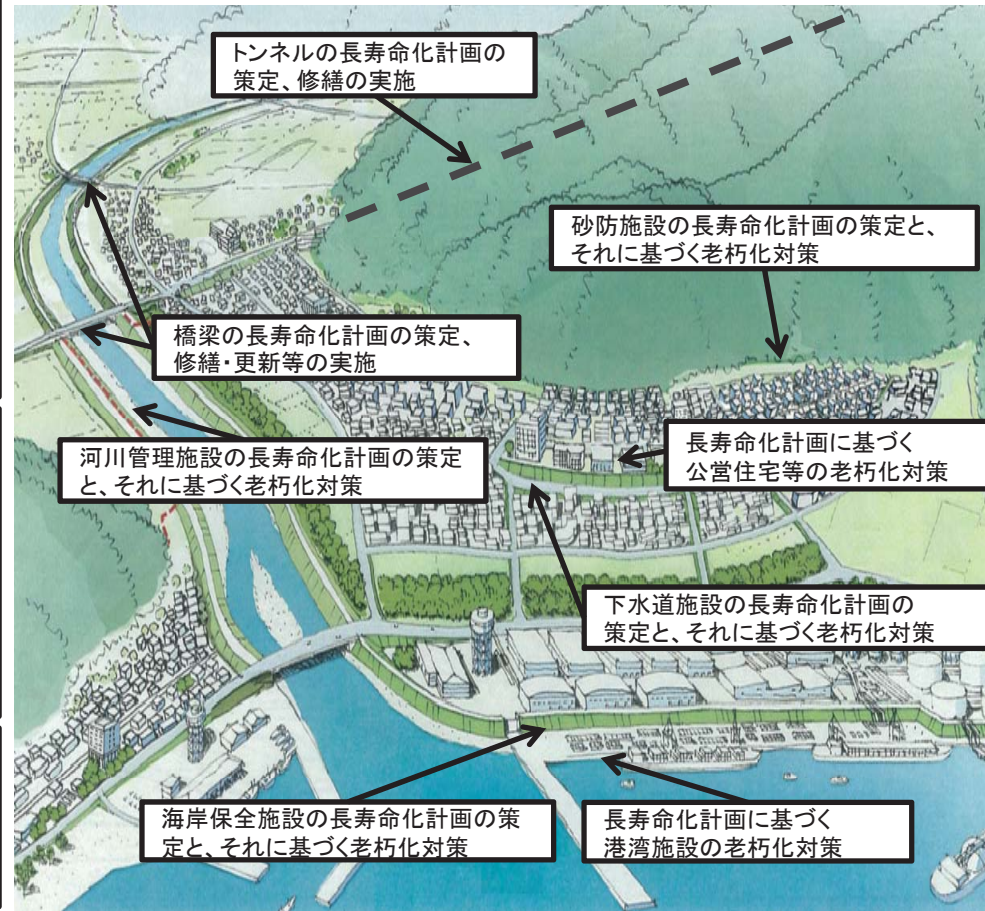 トンネルの長寿命化計画の
策定、修繕の実施
砂防施設の長寿命化計画の策定と、
それに基づく老朽化対策
橋梁の長寿命化計画の策定、
修繕・更新等の実施
河川管理施設の長寿命化計画の策定
と、それに基づく老朽化対策
長寿命化計画に基づく
公営住宅等の老朽化対策
下水道施設の長寿命化計画の
策定と、それに基づく老朽化対策
海岸保全施設の長寿命化計画の策
定と、それに基づく老朽化対策
長寿命化計画に基づく
港湾施設の老朽化対策